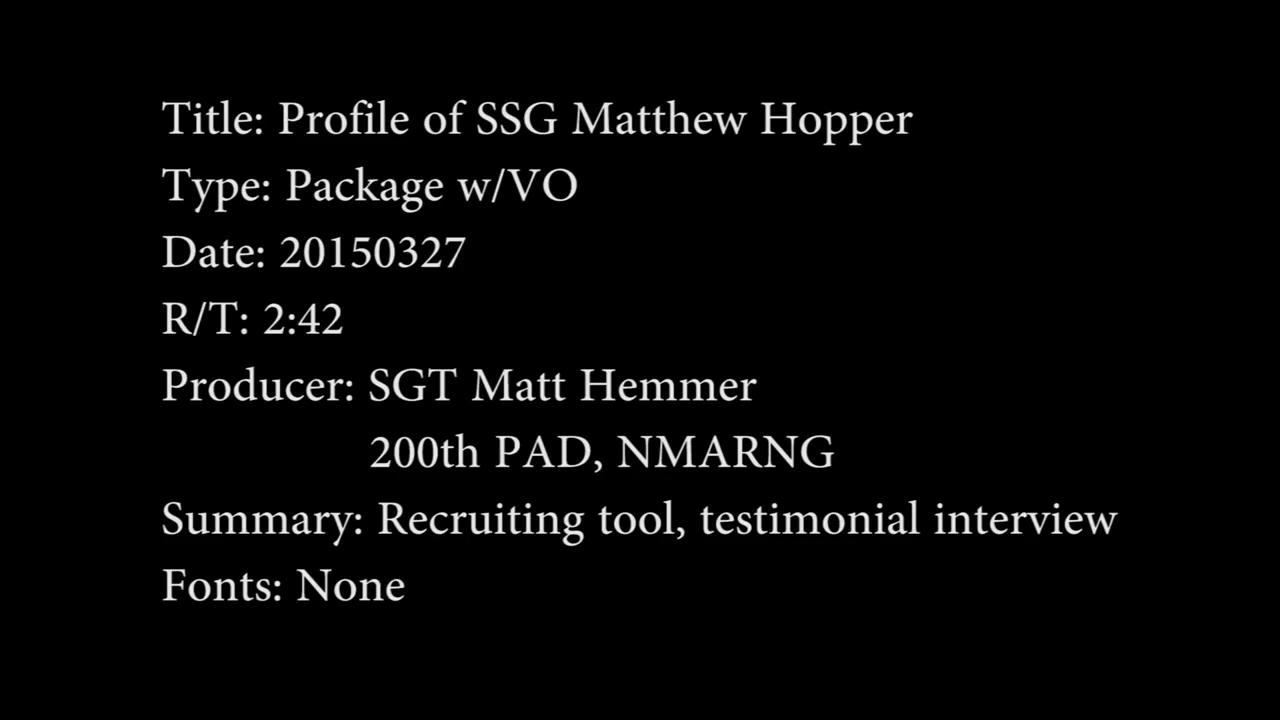 Title: Profile of SSG Matthew Hopper
Type: Package w/VO
Date: 20150327
R/T: 2:42
Producer: SGT Matt Hemmer
200th PAD, NMARNG
Summary: Recruiting tool, testimonial interview
Fonts: None